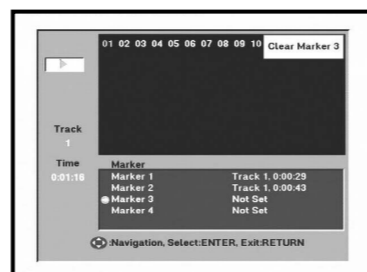 01 02 03 04 05 06 07 08 09 10 Clear Marker 3
Track
1
Time
0:01:16
Marker
Marker 1 Track 1, 0:00:29
Marker 2 Track 1, 0:00:43
Marker 3 Not Set
Marker 4 Not Set
:Navigation, Select:ENTER, Exit:RETURN